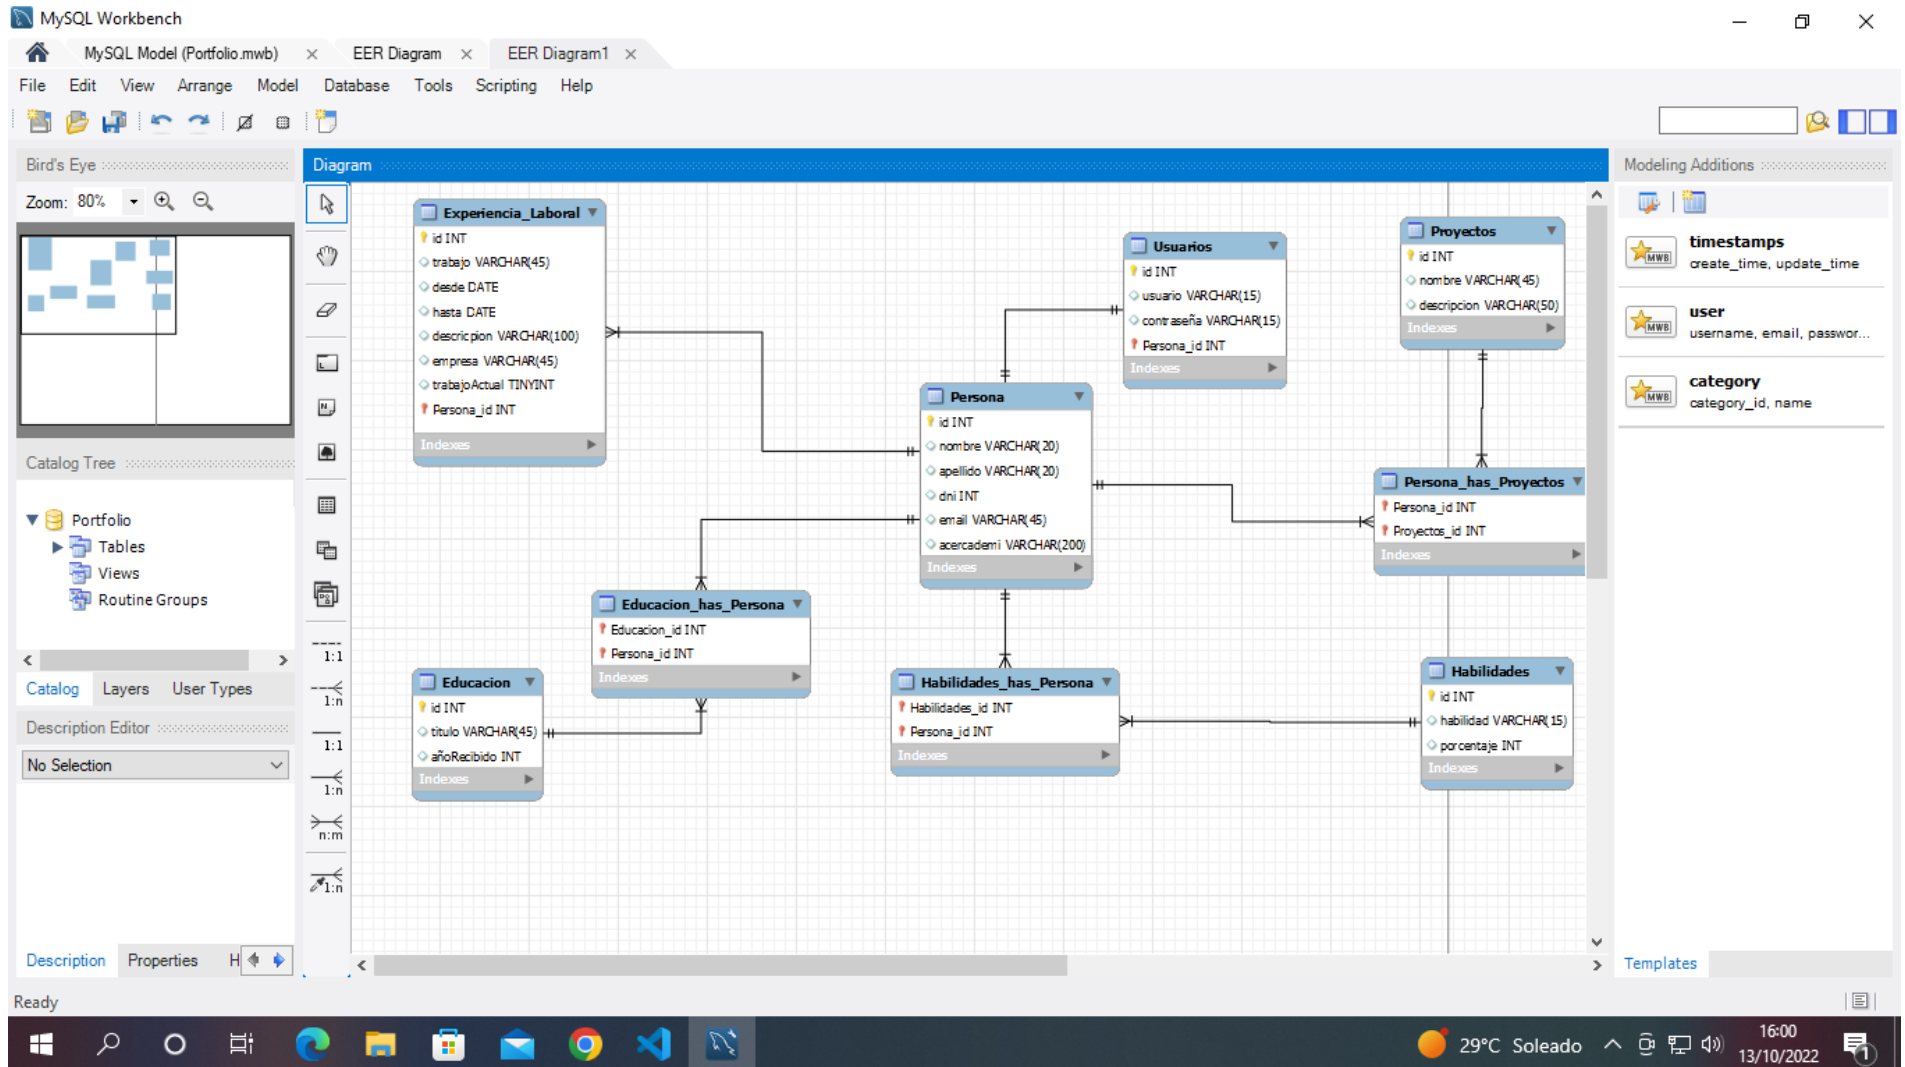 MySQL Workbench
MySQL Model (Portfolio.mwb)
EER Diagram
EER Diagram1
File Edit View Arrange Model Database Tools Scripting Help
Bird's Eye
Zoom: 80%
Catalog Tree
Portfolio
Tables
Views
Routine Groups
Catalog Layers User Types
Description Editor
No Selection
Description Properties H
Diagram
1:1
1:n
1:1
1:n
n:m
1:n
Experiencia_Laboral
id INT
trabajo VARCHAR(45)
desde DATE
hasta DATE
descricpion VARCHAR(100)
empresa VARCHAR(45)
trabajoActual TINYINT
Persona_id INT
Indexes
Usuarios
id INT
usuario VARCHAR(15)
contraseña VARCHAR(15)
Persona_id INT
Indexes
Proyectos
id INT
nombre VARCHAR(45)
descripcion VARCHAR(50)
Indexes
Persona
id INT
nombre VARCHAR(20)
apellido VARCHAR(20)
dni INT
email VARCHAR(45)
acercademi VARCHAR(200)
Indexes
Persona_has_Proyectos
Persona_id INT
Proyectos_id INT
Indexes
Educacion_has_Persona
Educacion_id INT
Persona_id INT
Indexes
Educacion
id INT
titulo VARCHAR(45)
añoRecibido INT
Indexes
Habilidades_has_Persona
Habilidades_id INT
Persona_id INT
Indexes
Habilidades
id INT
habilidad VARCHAR(15)
porcentaje INT
Indexes
Modeling Additions
MWB
timestamps
create_time, update_time
MWB
user
username, email, passwor...
MWB
category
category_id, name
Templates
Ready
29°C Soleado
16:00
13/10/2022
1